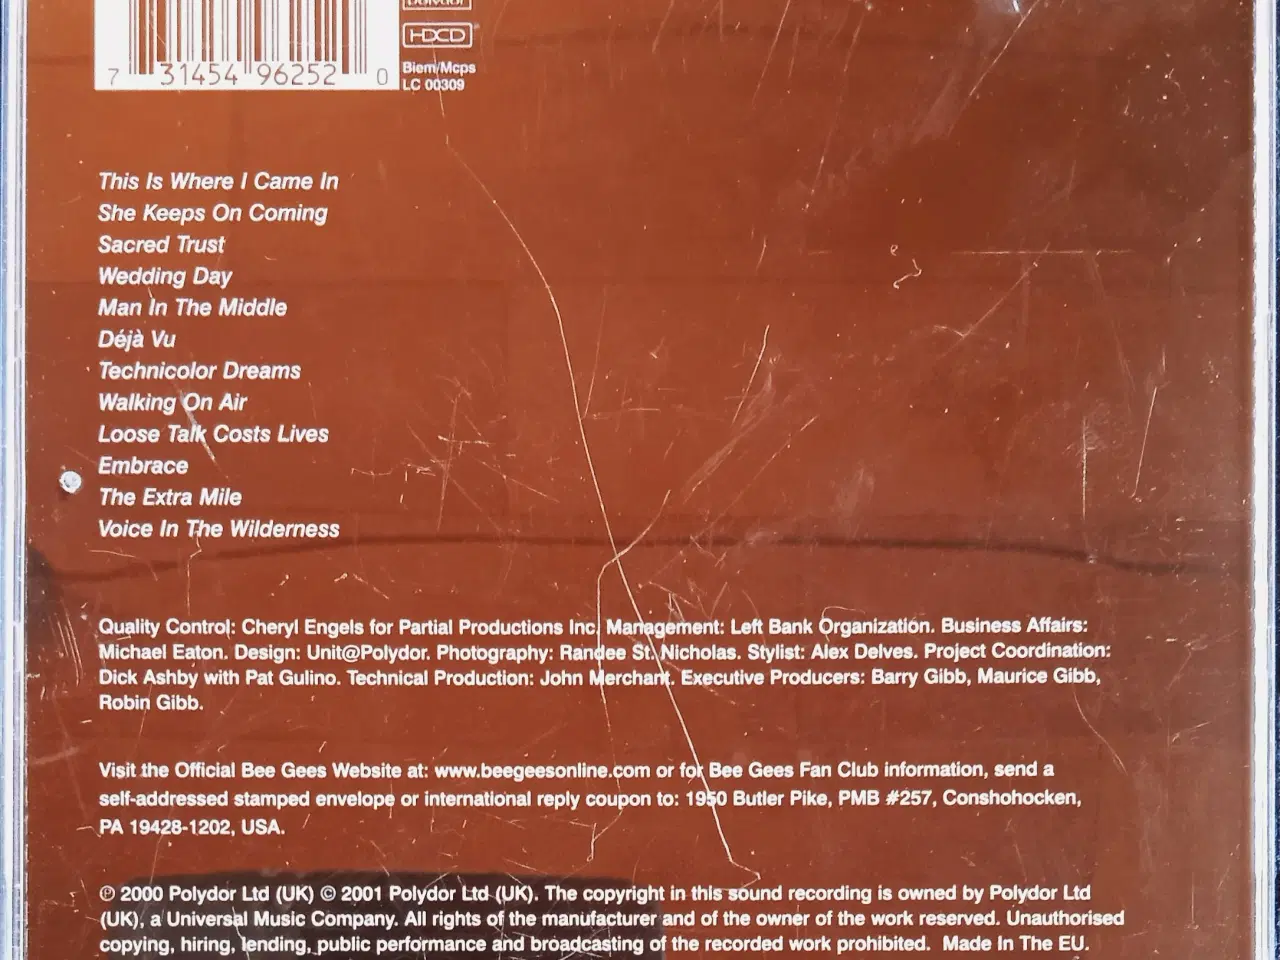 polydor
HDCD
7 31454 96252 0
Biem/Mcps
LC 00309
This Is Where I Came In
She Keeps On Coming
Sacred Trust
Wedding Day
Man In The Middle
Déjà Vu
Technicolor Dreams
Walking On Air
Loose Talk Costs Lives
Embrace
The Extra Mile
Voice In The Wilderness
Quality Control: Cheryl Engels for Partial Productions Inc. Management: Left Bank Organization. Business Affairs:
Michael Eaton. Design: Unit@Polydor. Photography: Randee St. Nicholas. Stylist: Alex Delves. Project Coordination:
Dick Ashby with Pat Gulino. Technical Production: John Merchant. Executive Producers: Barry Gibb, Maurice Gibb,
Robin Gibb.
Visit the Official Bee Gees Website at: www.beegeesonline.com or for Bee Gees Fan Club information, send a
self-addressed stamped envelope or international reply coupon to: 1950 Butler Pike, PMB #257, Conshohocken,
PA 19428-1202, USA.
℗ 2000 Polydor Ltd (UK) © 2001 Polydor Ltd (UK). The copyright in this sound recording is owned by Polydor Ltd
(UK), a Universal Music Company. All rights of the manufacturer and of the owner of the work reserved. Unauthorised
copying, hiring, lending, public performance and broadcasting of the recorded work prohibited. Made In The EU.